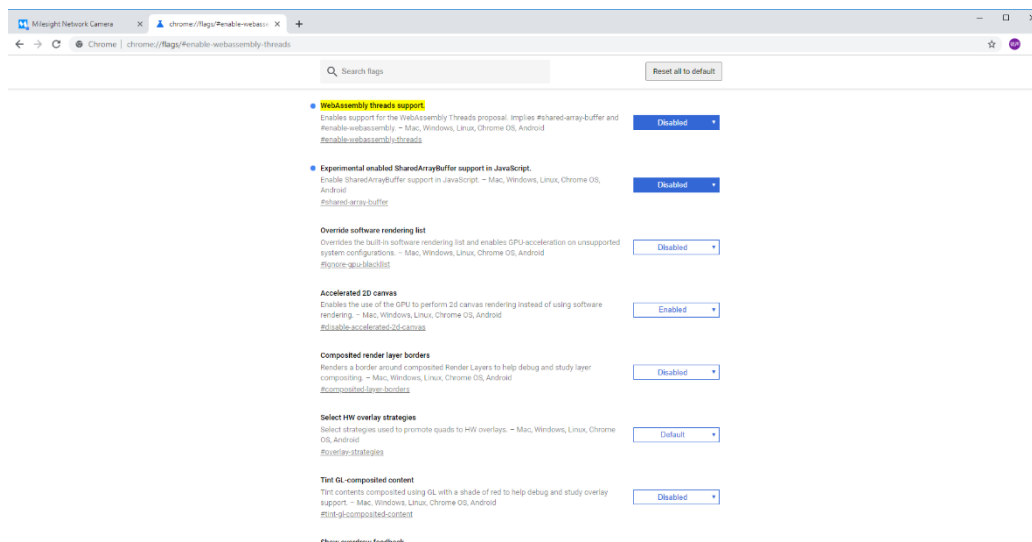 Milesight Network Camera
chrome://flags/#enable-webassv
Chrome | chrome://flags/#enable-webassembly-threads
Search flags
Reset all to default
WebAssembly threads support.
Enables support for the WebAssembly Threads proposal. Implies #shared-array-buffer and
#enable-webassembly. – Mac, Windows, Linux, Chrome OS, Android
#enable-webassembly-threads
Disabled
Experimental enabled SharedArrayBuffer support in JavaScript.
Enable SharedArrayBuffer support in JavaScript. – Mac, Windows, Linux, Chrome OS,
Android
#shared-array-buffer
Disabled
Override software rendering list
Overrides the built-in software rendering list and enables GPU-acceleration on unsupported
system configurations. – Mac, Windows, Linux, Chrome OS, Android
#ignore-gpu-blacklist
Disabled
Accelerated 2D canvas
Enables the use of the GPU to perform 2d canvas rendering instead of using software
rendering. – Mac, Windows, Linux, Chrome OS, Android
#disable-accelerated-2d-canvas
Enabled
Composited render layer borders
Renders a border around composited Render Layers to help debug and study layer
compositing. – Mac, Windows, Linux, Chrome OS, Android
#composited-layer-borders
Disabled
Select HW overlay strategies
Select strategies used to promote quads to HW overlays. – Mac, Windows, Linux, Chrome
OS, Android
#overlay-strategies
Default
Tint GL-composited content
Tint contents composited using GL with a shade of red to help debug and study overlay
support. – Mac, Windows, Linux, Chrome OS, Android
#tint-gl-composited-content
Disabled
Show overdraw feedback